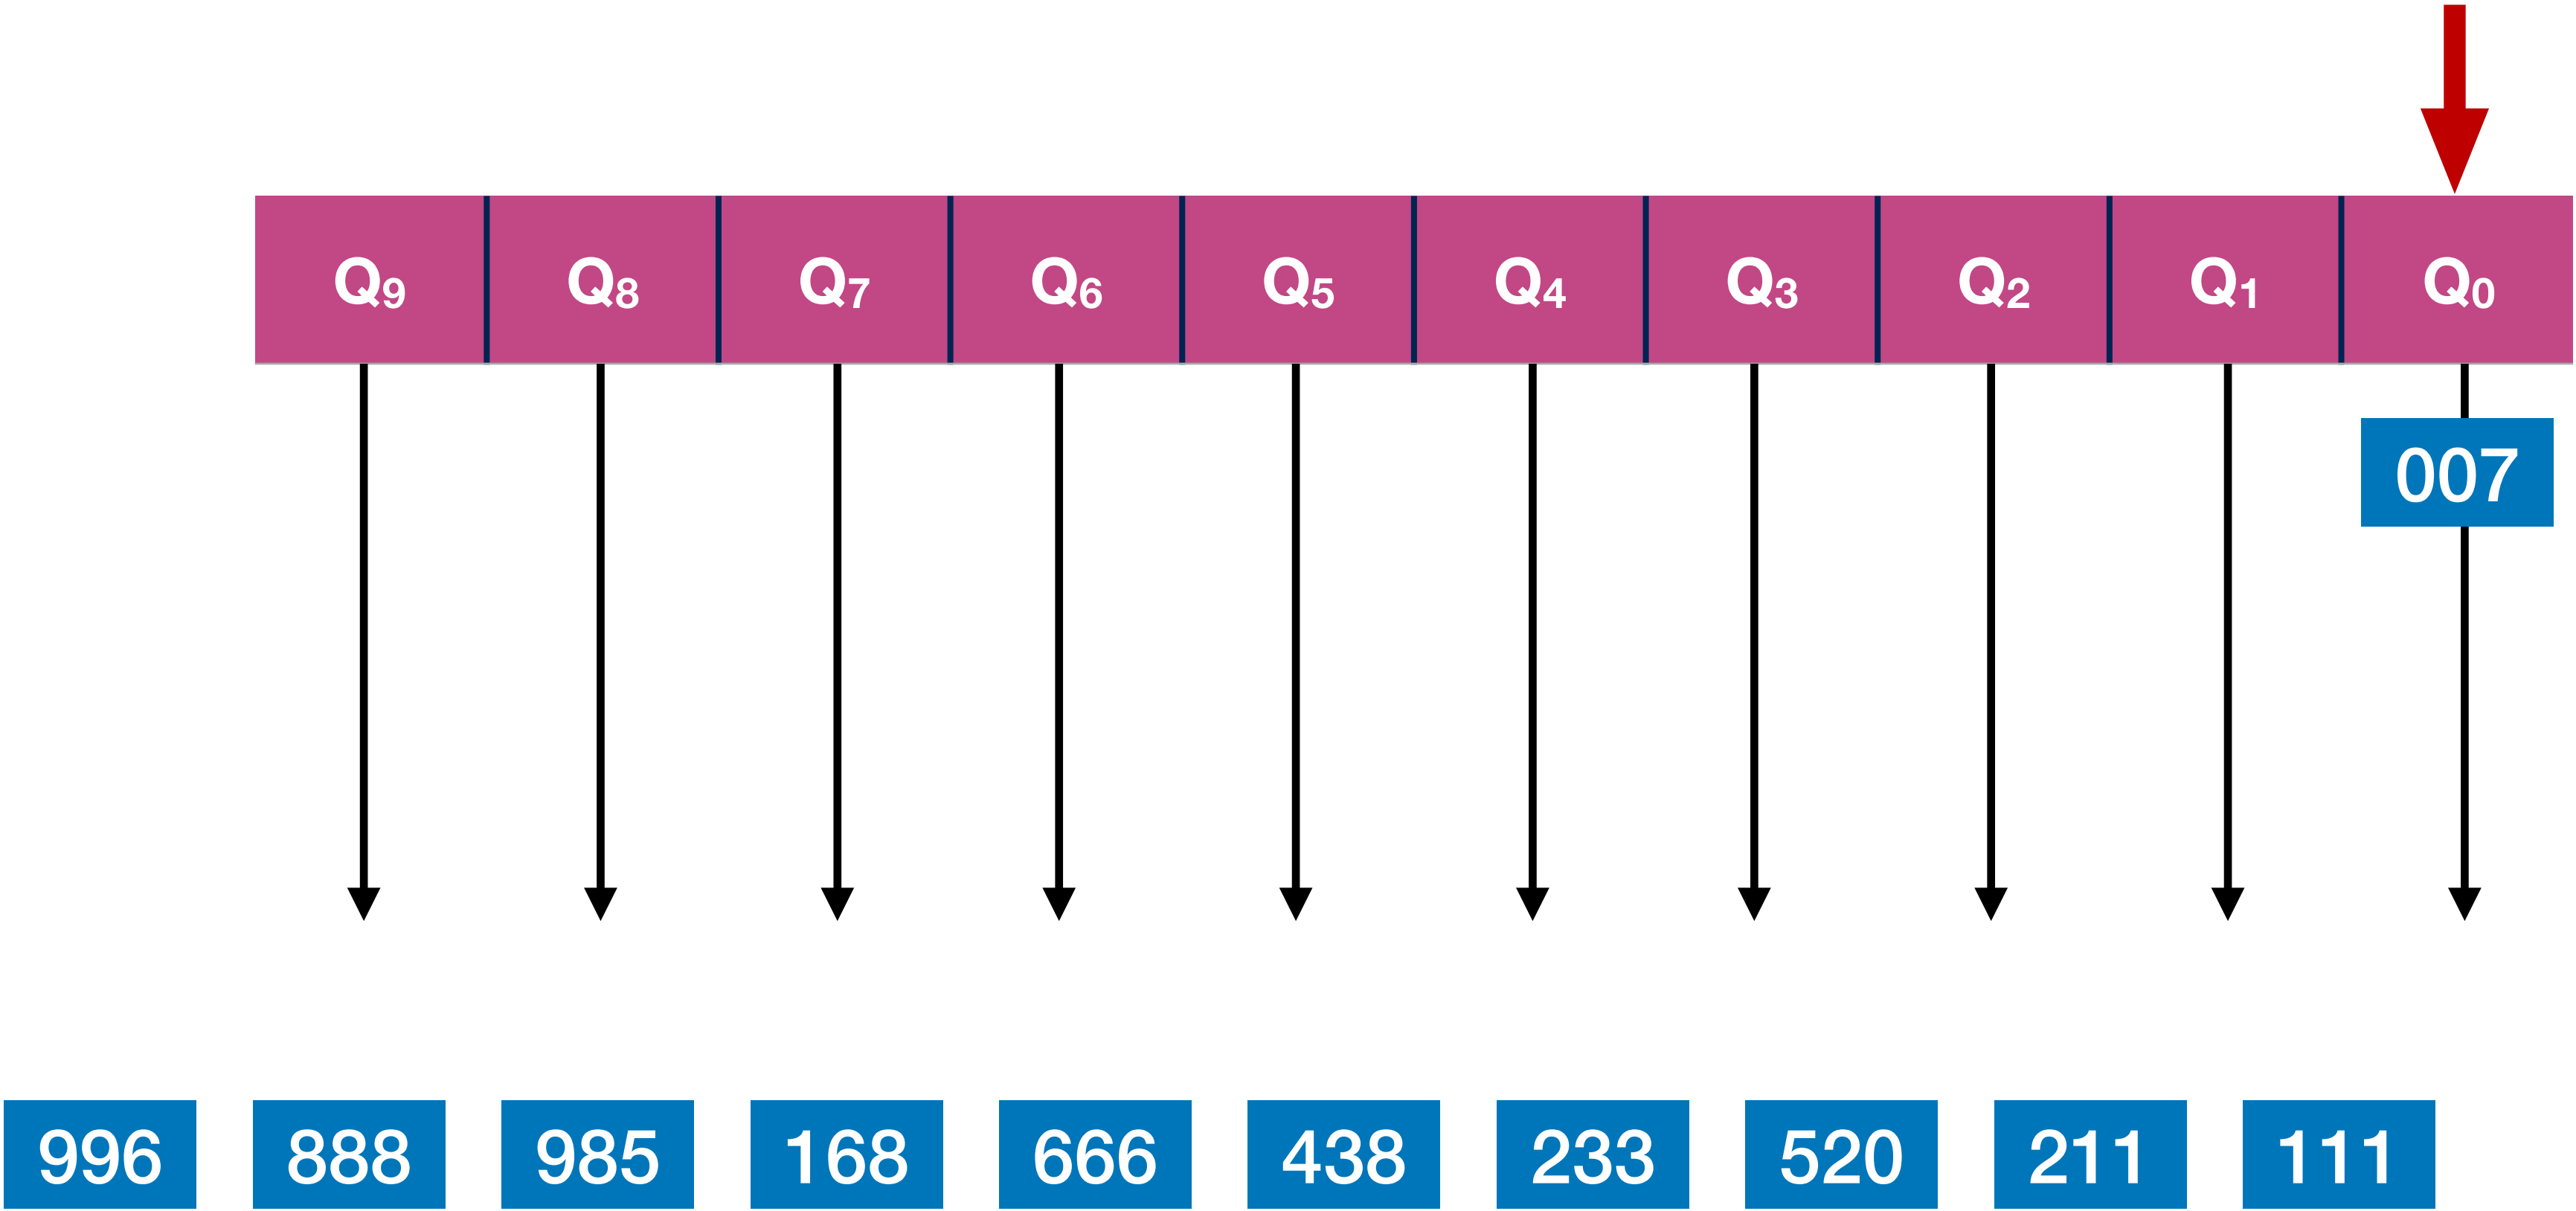 Q₉ Q₈ Q₇ Q₆ Q₅ Q₄ Q₃ Q₂ Q₁ Q₀
007
996 888 985 168 666 438 233 520 211 111